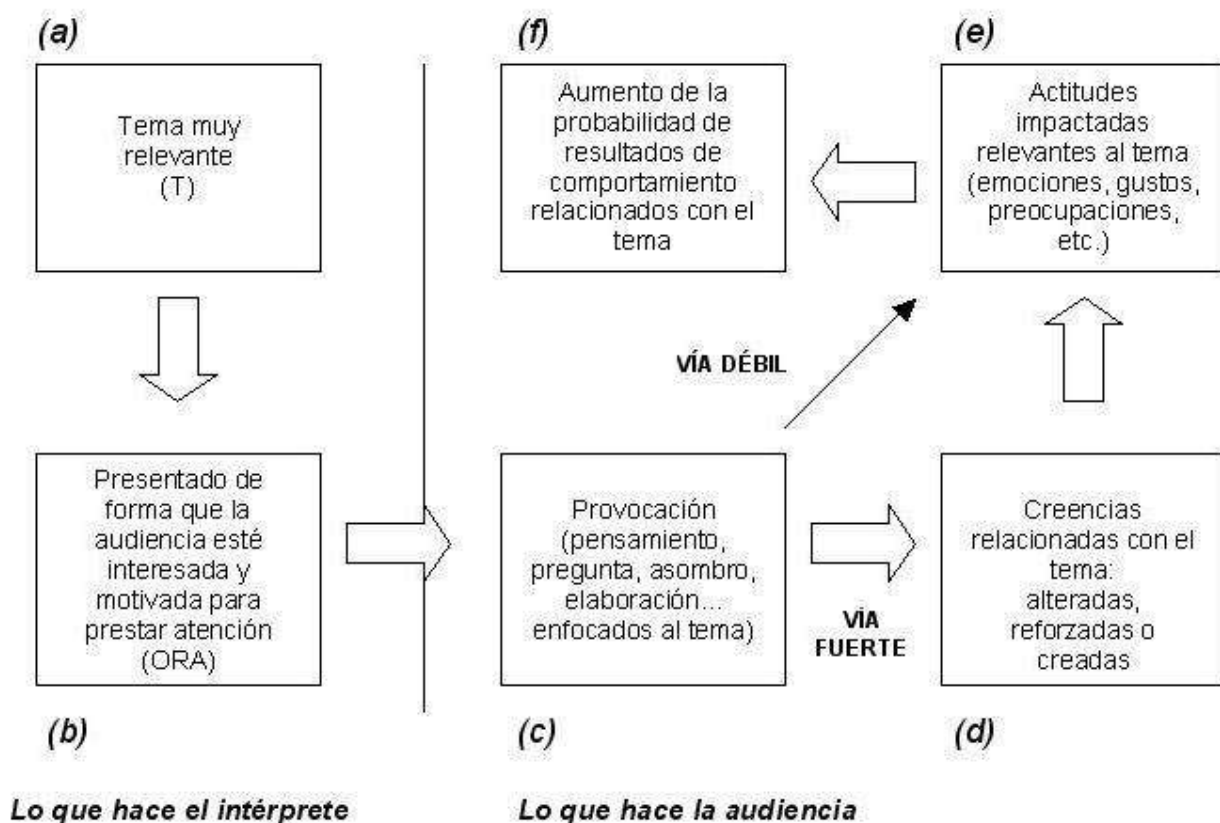 (a)
Tema muy
relevante
(T)
(f)
Aumento de la
probabilidad de
resultados de
comportamiento
relacionados con el
tema
(e)
Actitudes
impactadas
relevantes al tema
(emociones, gustos,
preocupaciones,
etc.)
VÍA DÉBIL
Presentado de
forma que la
audiencia esté
interesada y
motivada para
prestar atención
(ORA)
(b)
Provocación
(pensamiento,
pregunta, asombro,
elaboración...
enfocados al tema)
(c)
VÍA
FUERTE
Creencias
relacionadas con el
tema:
alteradas,
reforzadas o
creadas
(d)
Lo que hace el intérprete
Lo que hace la audiencia